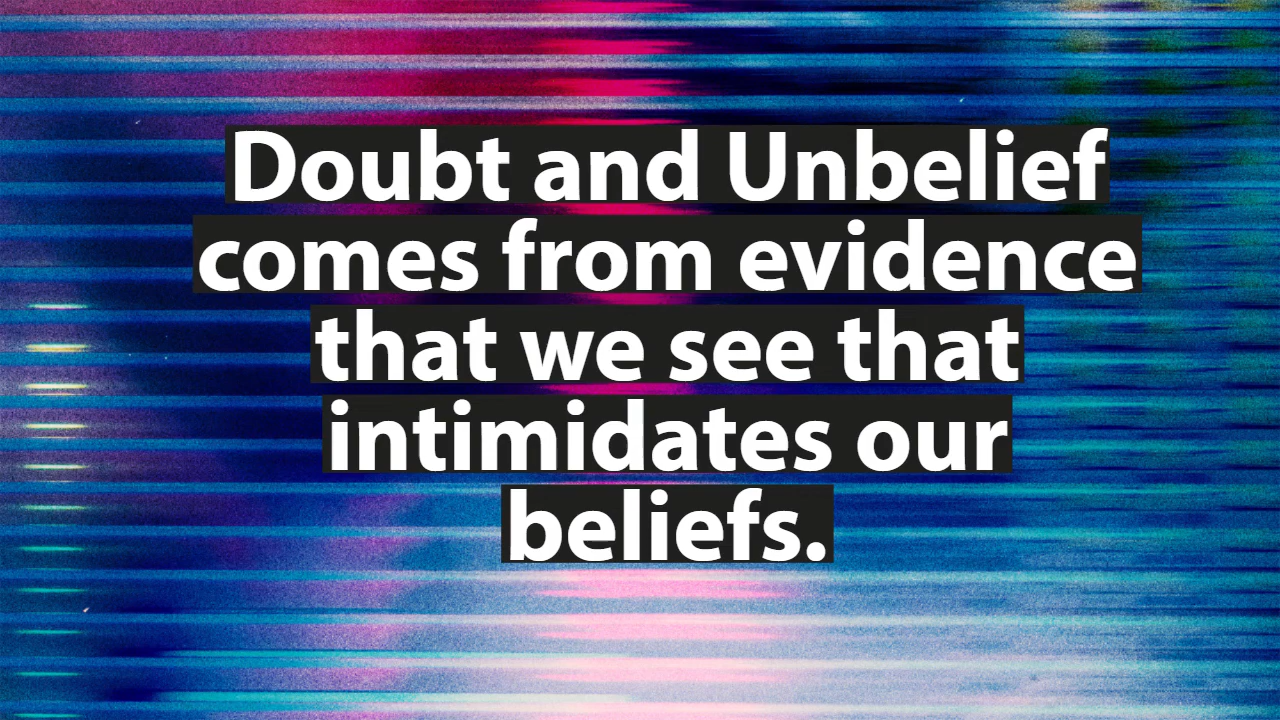 Doubt and Unbelief
comes from evidence
that we see that
intimidates our
beliefs.